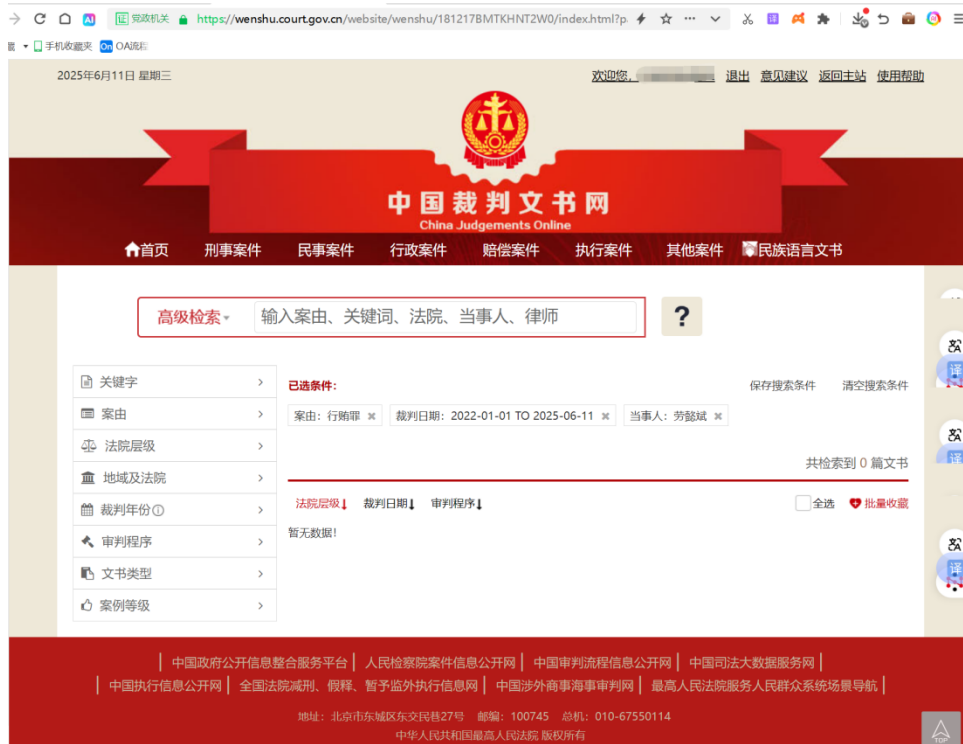 党政机关 https://wenshu.court.gov.cn/website/wenshu/181217BMTKHNT2W0/index.html?p
手机收藏夹 On OA流程
2025年6月11日 星期三
欢迎您， 退出 意见建议 返回主站 使用帮助
中国裁判文书网
China Judgements Online
首页 刑事案件 民事案件 行政案件 赔偿案件 执行案件 其他案件 民族语言文书
高级检索 输入案由、关键词、法院、当事人、律师 ?
关键字
案由
法院层级
地域及法院
裁判年份
审判程序
文书类型
案例等级
已选条件: 保存搜索条件 清空搜索条件
案由：行贿罪 × 裁判日期：2022-01-01 TO 2025-06-11 × 当事人：劳懿斌 ×
共检索到 0 篇文书
法院层级 裁判日期 审判程序 全选 批量收藏
暂无数据!
译
译
译
中国政府公开信息整合服务平台 | 人民检察院案件信息公开网 | 中国审判流程信息公开网 | 中国司法大数据服务网 |
中国执行信息公开网 | 全国法院减刑、假释、暂予监外执行信息网 | 中国涉外商事海事审判网 | 最高人民法院服务人民群众系统场景导航 |
地址：北京市东城区东交民巷27号 邮编：100745 总机：010-67550114
中华人民共和国最高人民法院 版权所有
TOP